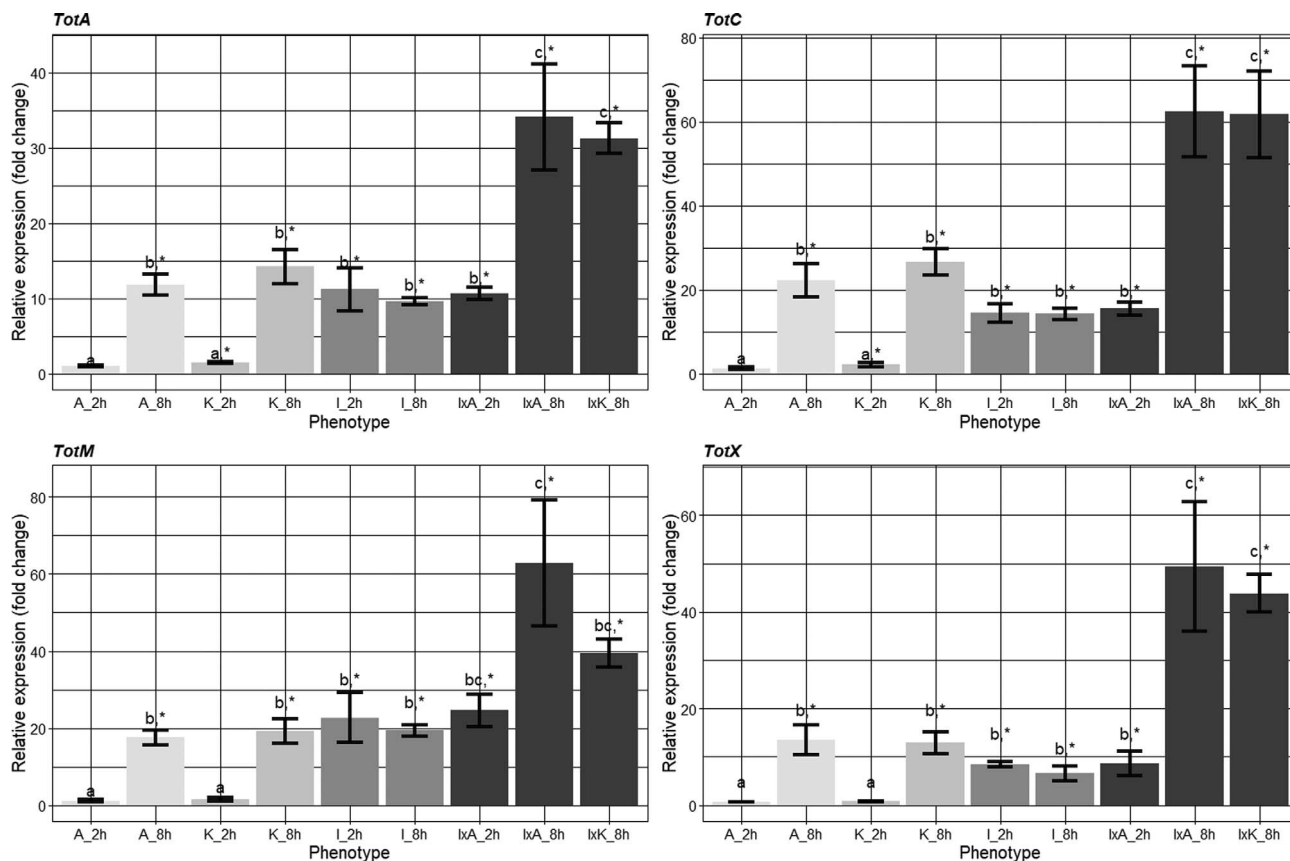 TotA
Relative expression (fold change)
40
30
20
10
0
a
b,*
a,*
b,*
b,*
b,*
b,*
c,*
c,*
A_2h A_8h K_2h K_8h I_2h I_8h IxA_2h IxA_8h IxK_8h
Phenotype
TotC
Relative expression (fold change)
80
60
40
20
0
a
b,*
a,*
b,*
b,*
b,*
b,*
c,*
c,*
A_2h A_8h K_2h K_8h I_2h I_8h IxA_2h IxA_8h IxK_8h
Phenotype
TotM
Relative expression (fold change)
80
60
40
20
0
a
b,*
a
b,*
b,*
b,*
bc,*
c,*
bc,*
A_2h A_8h K_2h K_8h I_2h I_8h IxA_2h IxA_8h IxK_8h
Phenotype
TotX
Relative expression (fold change)
60
40
20
0
a
b,*
a
b,*
b,*
b,*
b,*
c,*
c,*
A_2h A_8h K_2h K_8h I_2h I_8h IxA_2h IxA_8h IxK_8h
Phenotype